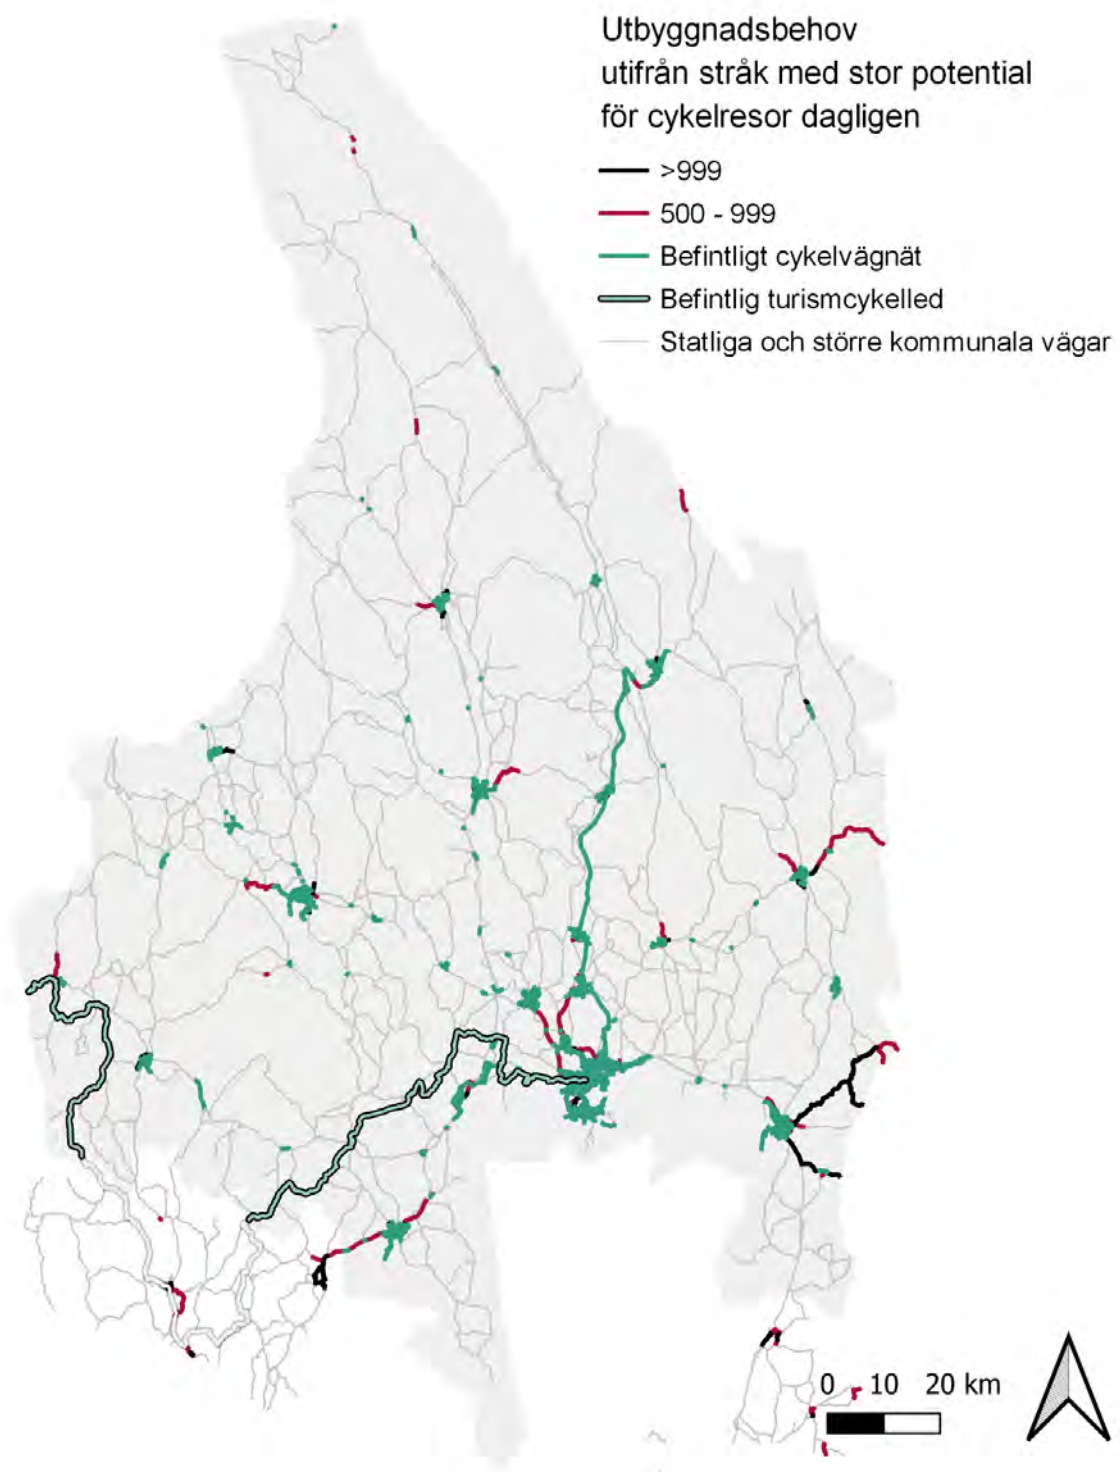 Utbyggnadsbehov
utifrån stråk med stor potential
för cykelresor dagligen
>999
500 - 999
Befintligt cykelvägnät
Befintlig turismcykelled
Statliga och större kommunala vägar
0 10 20 km